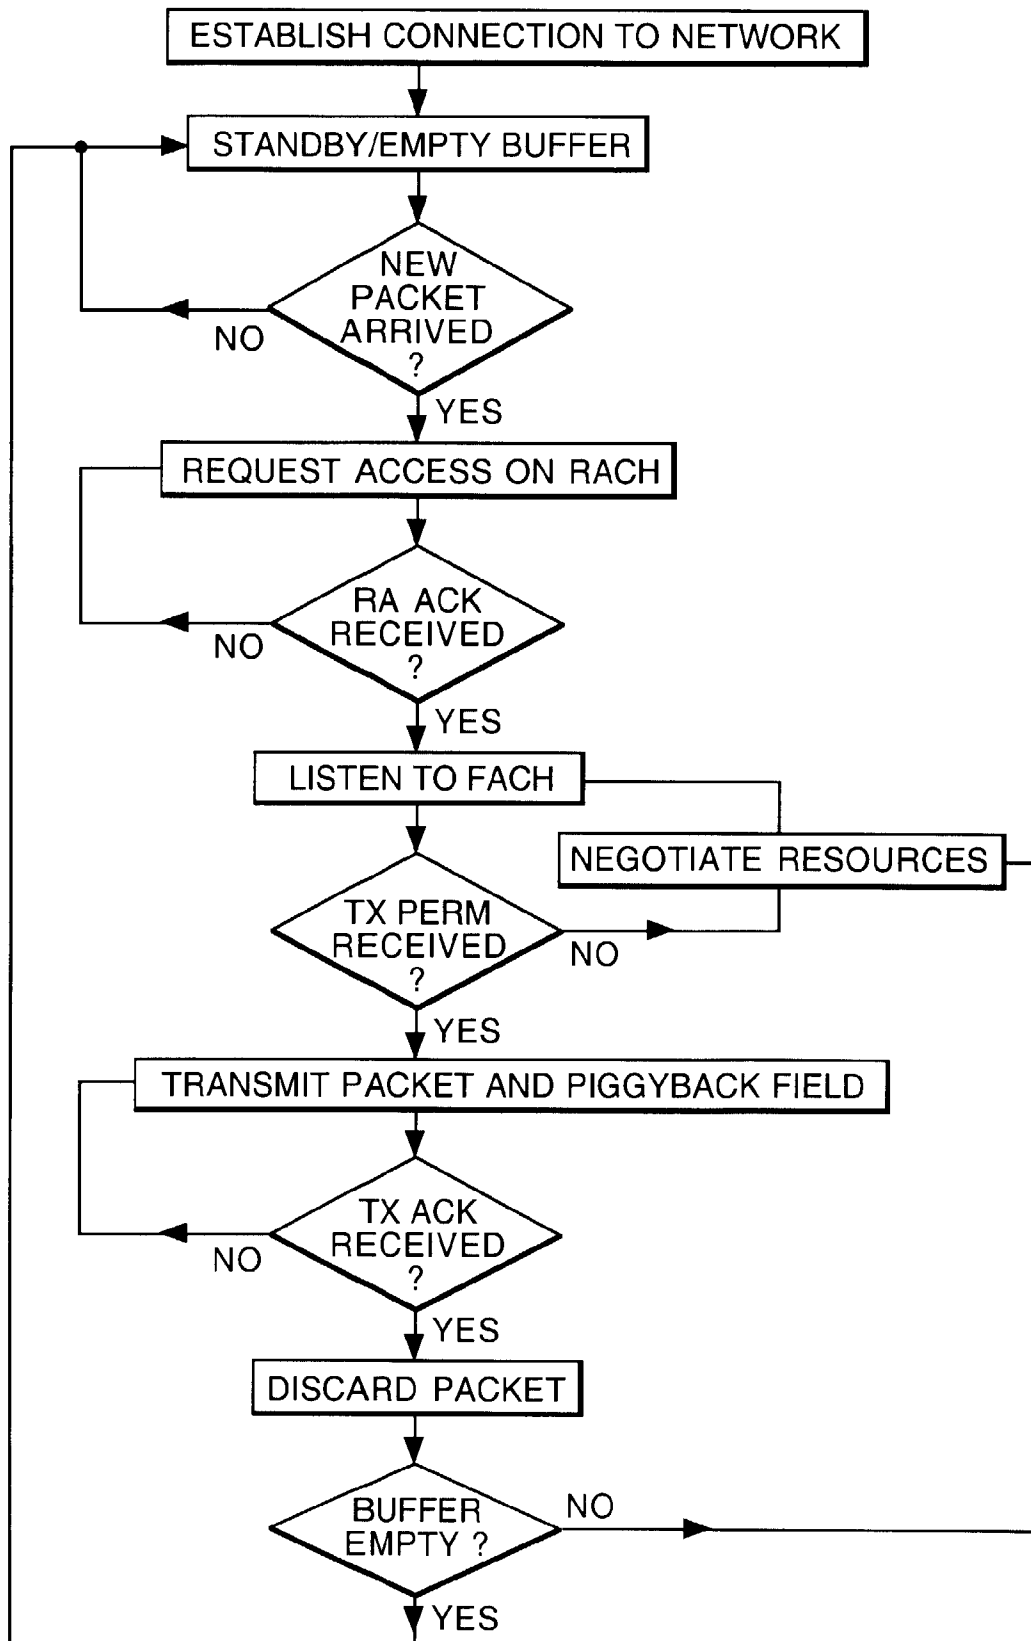 ESTABLISH CONNECTION TO NETWORK
STANDBY/EMPTY BUFFER
NEW
PACKET
ARRIVED
?
NO
YES
REQUEST ACCESS ON RACH
RA ACK
RECEIVED
?
NO
YES
LISTEN TO FACH
NEGOTIATE RESOURCES
TX PERM
RECEIVED
?
NO
YES
TRANSMIT PACKET AND PIGGYBACK FIELD
TX ACK
RECEIVED
?
NO
YES
DISCARD PACKET
BUFFER
EMPTY ?
NO
YES